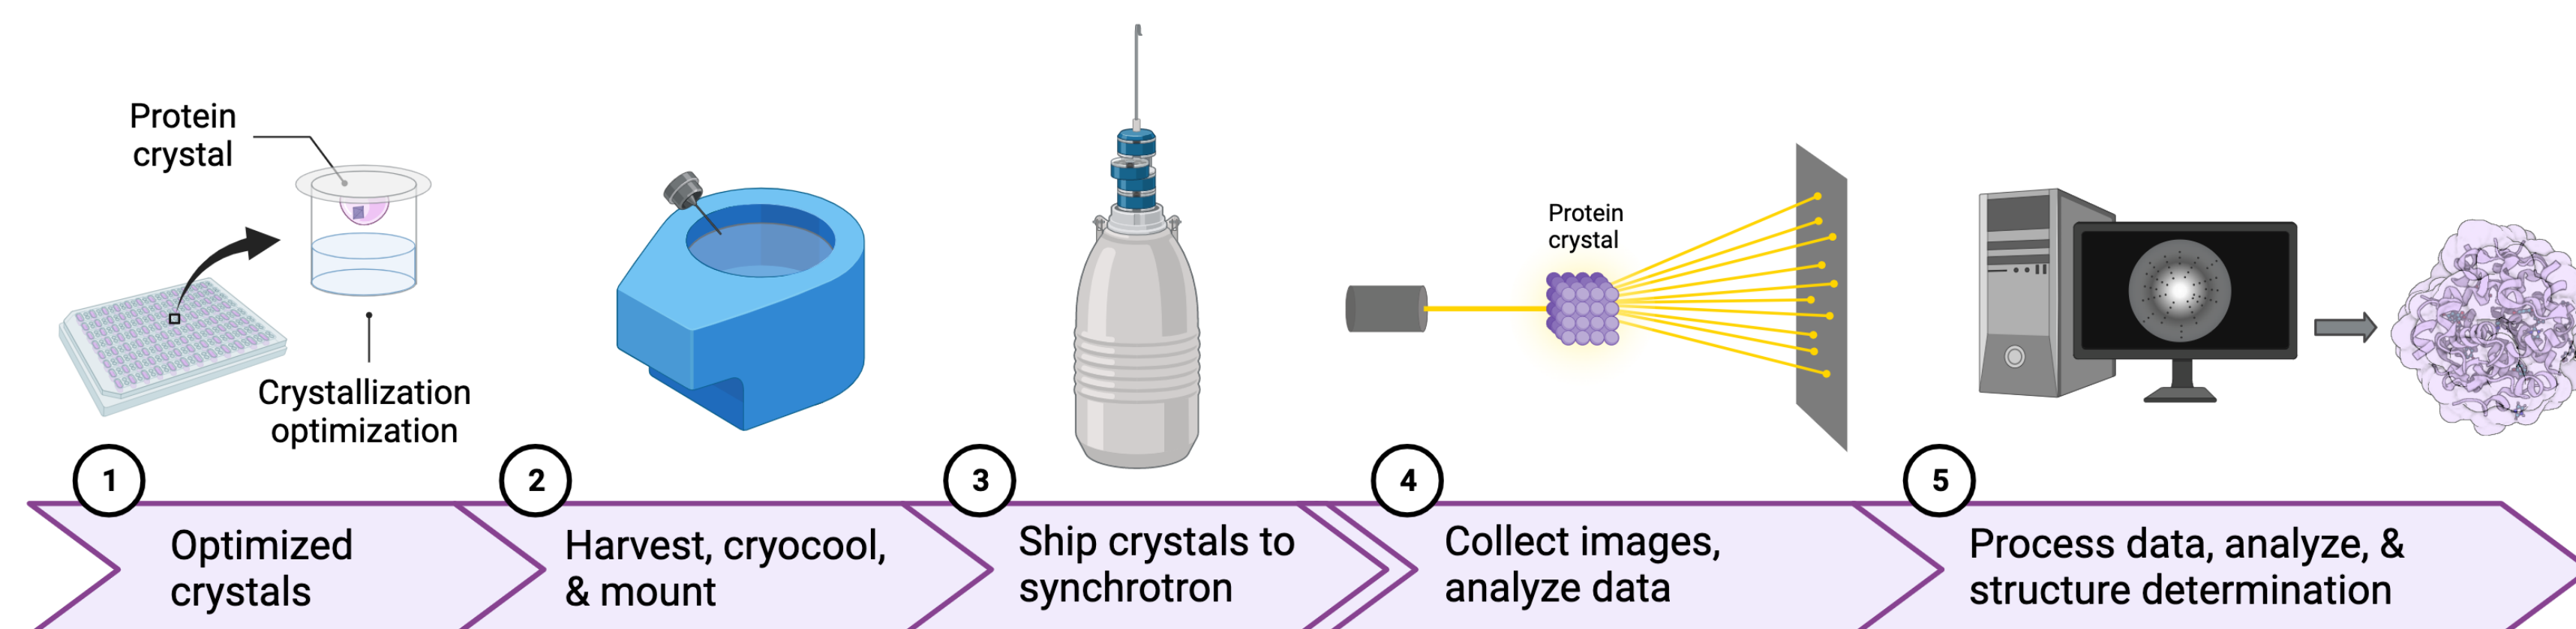 Protein
crystal
Crystallization
optimization
Protein
crystal
1
Optimized
crystals
2
Harvest, cryocool,
& mount
3
Ship crystals to
synchrotron
4
Collect images,
analyze data
5
Process data, analyze, &
structure determination